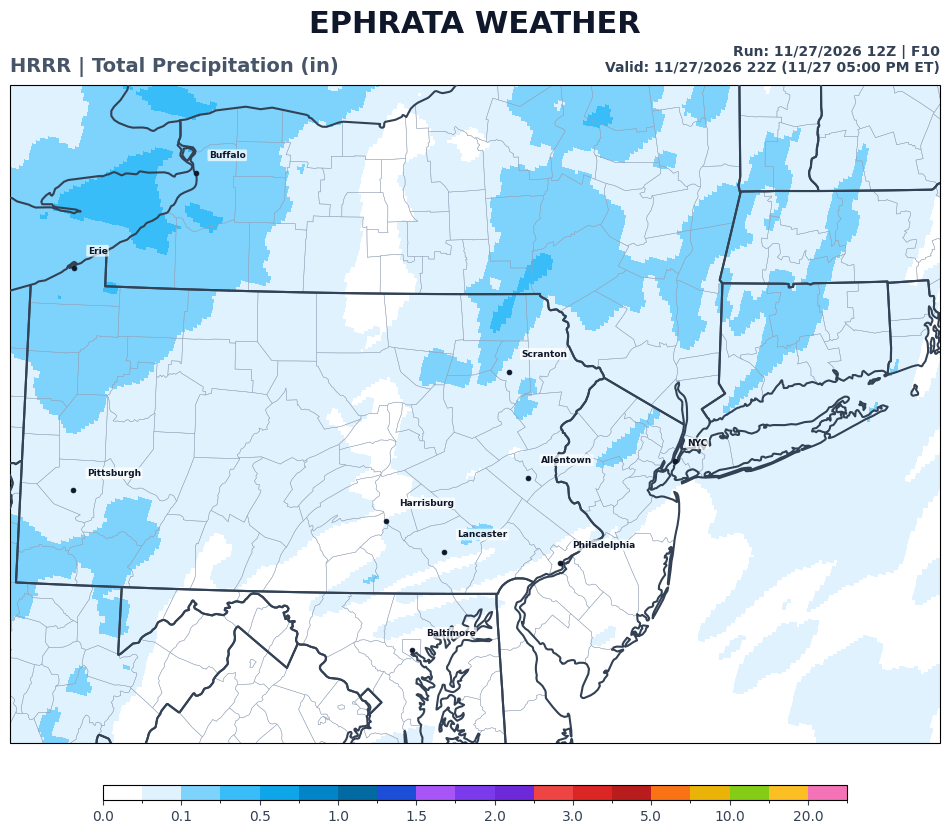 EPHRATA WEATHER
HRRR | Total Precipitation (in)
Run: 11/27/2026 12Z | F10
Valid: 11/27/2026 22Z (11/27 05:00 PM ET)
Buffalo
Erie
Scranton
NYC
Allentown
Pittsburgh
Harrisburg
Lancaster
Philadelphia
Baltimore
0.0 0.1 0.5 1.0 1.5 2.0 3.0 5.0 10.0 20.0